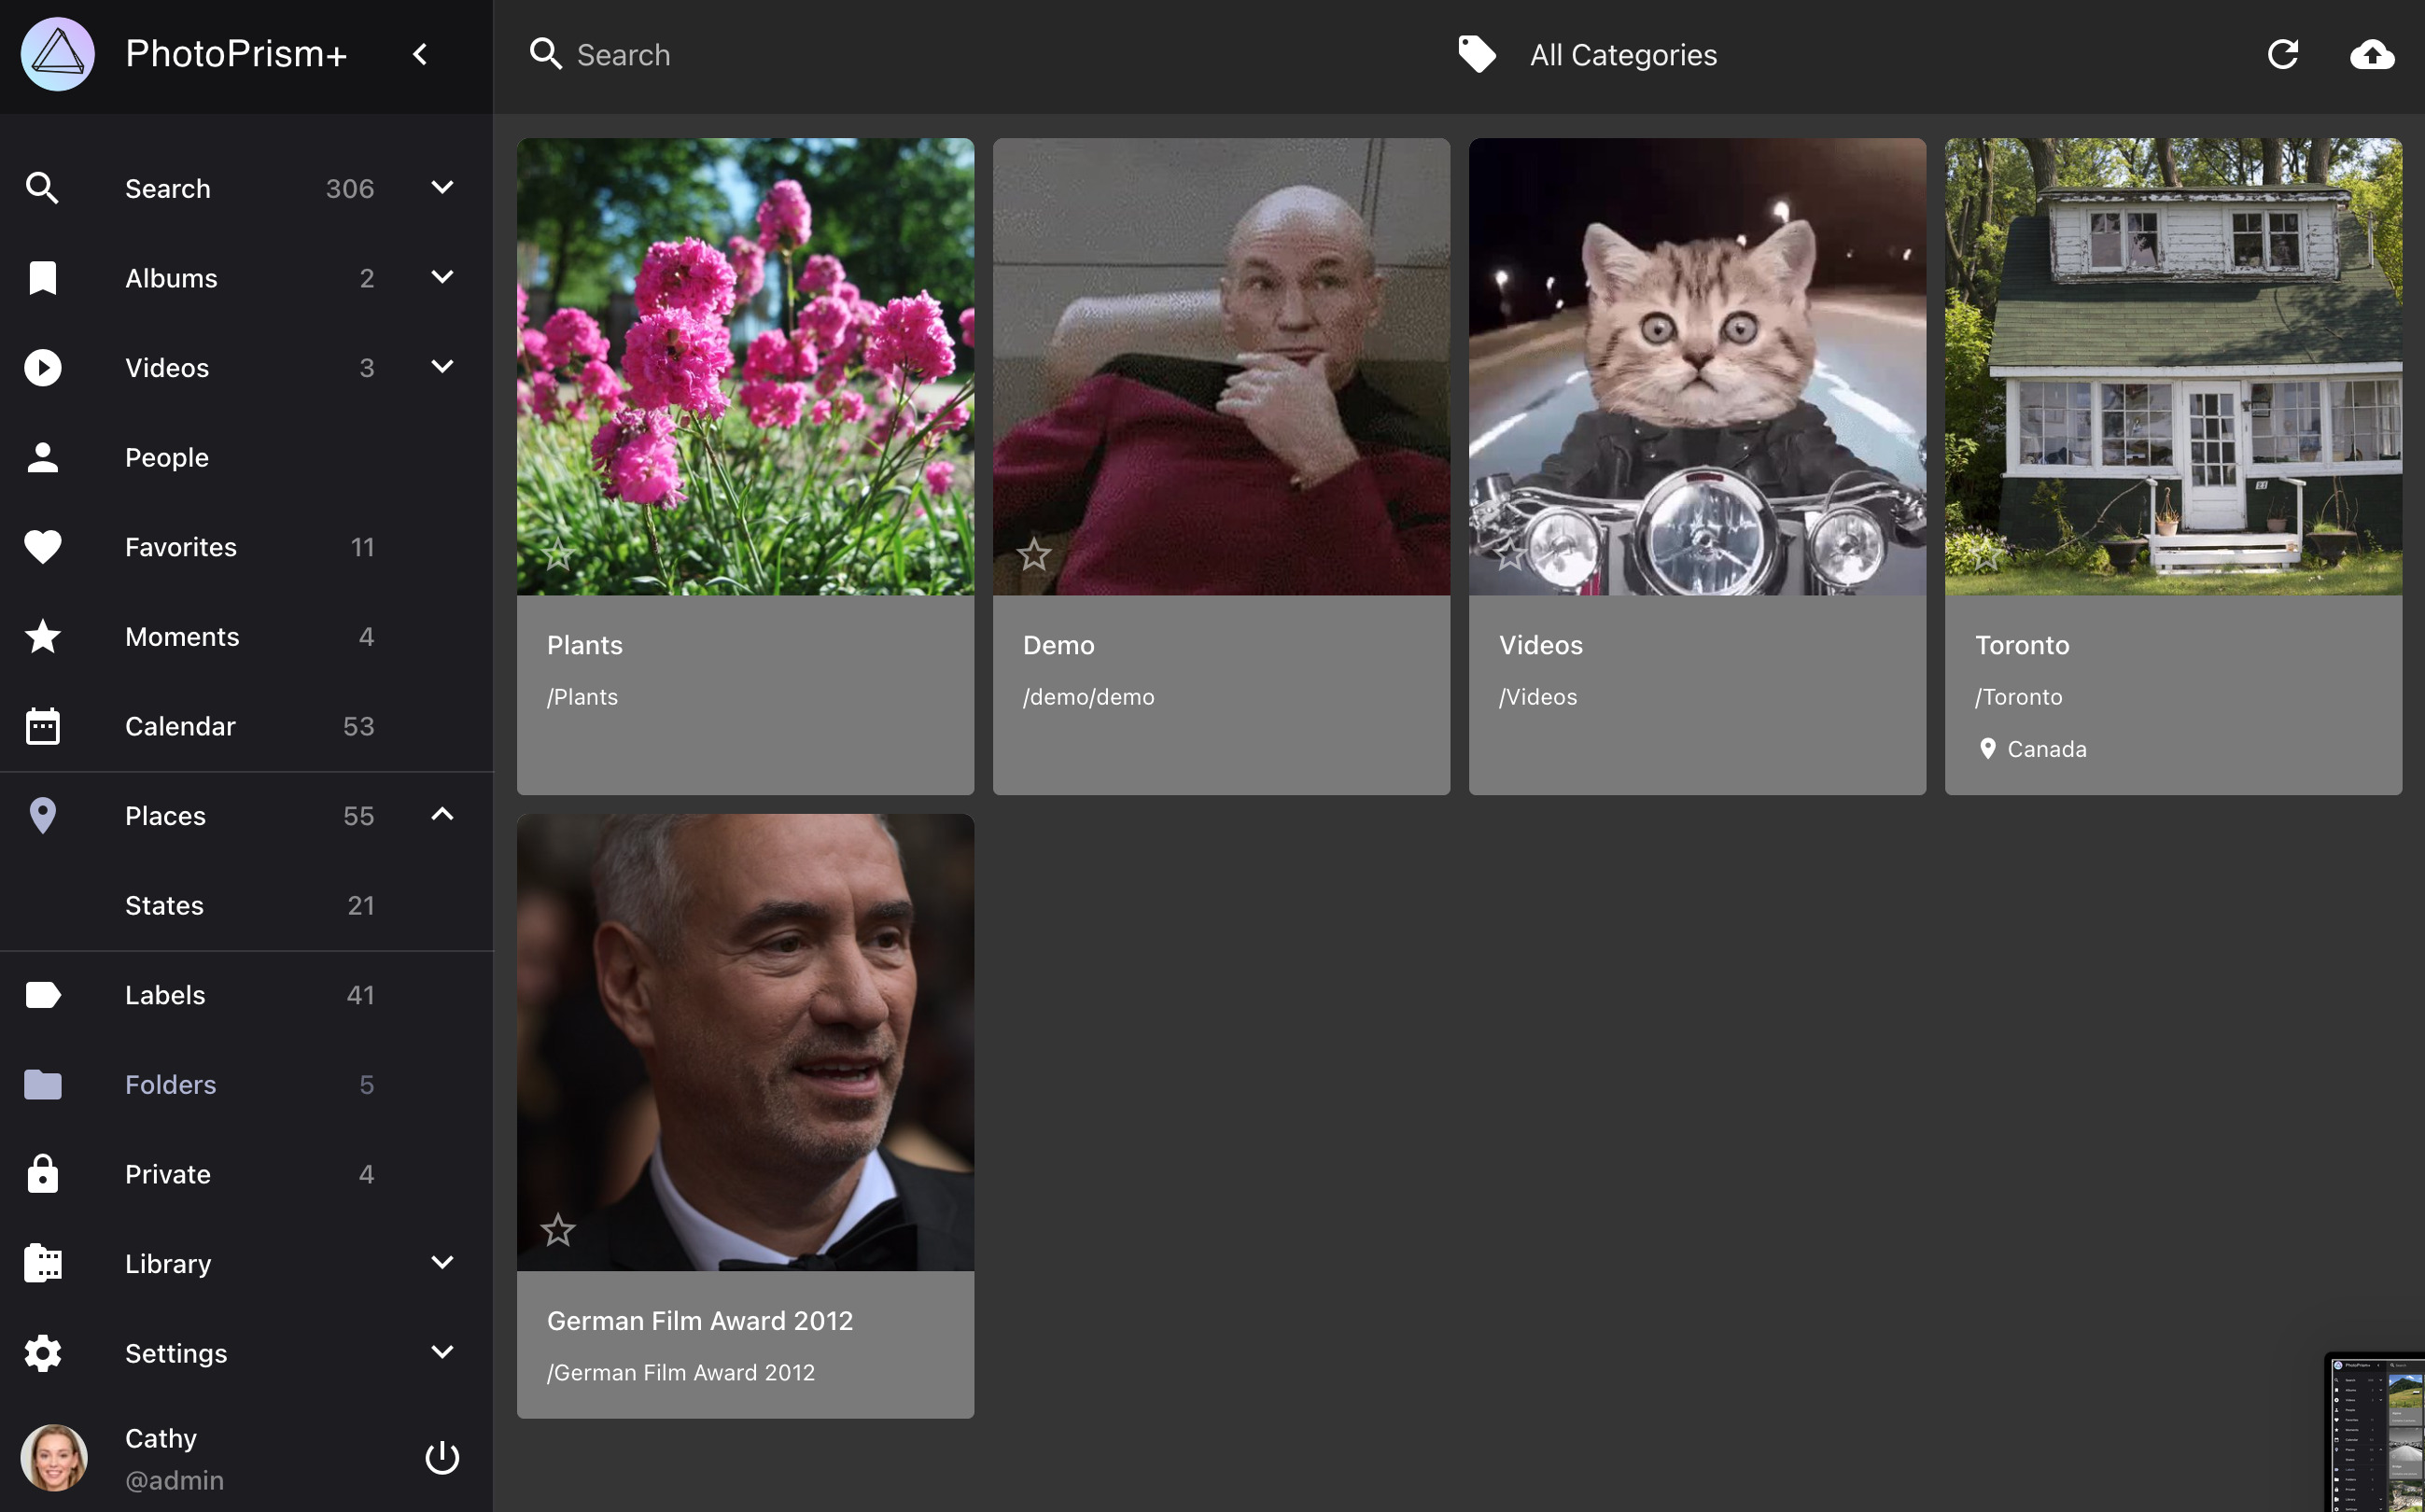 PhotoPrism+
Search
All Categories
Search 306
Albums 2
Videos 3
People
Favorites 11
Moments 4
Calendar 53
Places 55
States 21
Labels 41
Folders 5
Private 4
Library
Settings
Cathy
@admin
Plants
/Plants
Demo
/demo/demo
Videos
/Videos
Toronto
/Toronto
Canada
German Film Award 2012
/German Film Award 2012